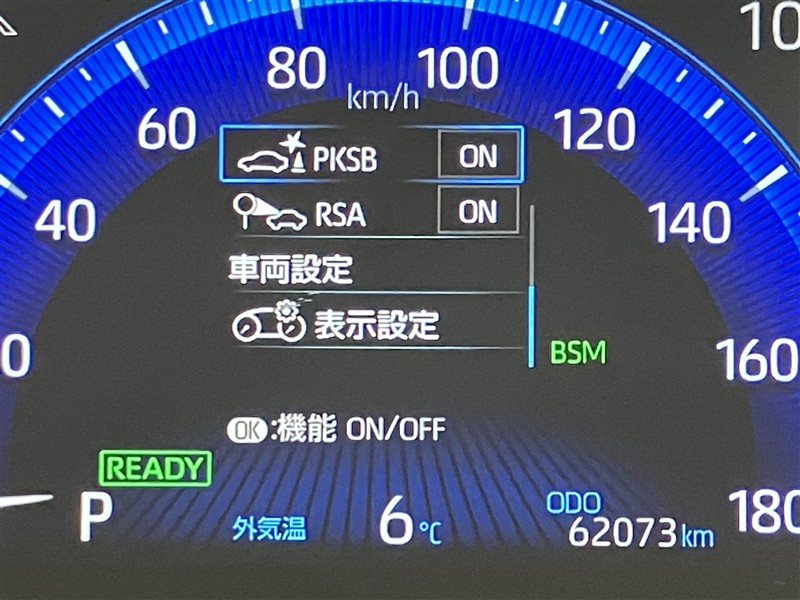 80 100 10
km/h
60 120
PKSB ON
RSA ON
40 140
車両設定
表示設定
BSM
160
OK:機能 ON/OFF
READY
P
外気温 6℃
ODO
62073km
180